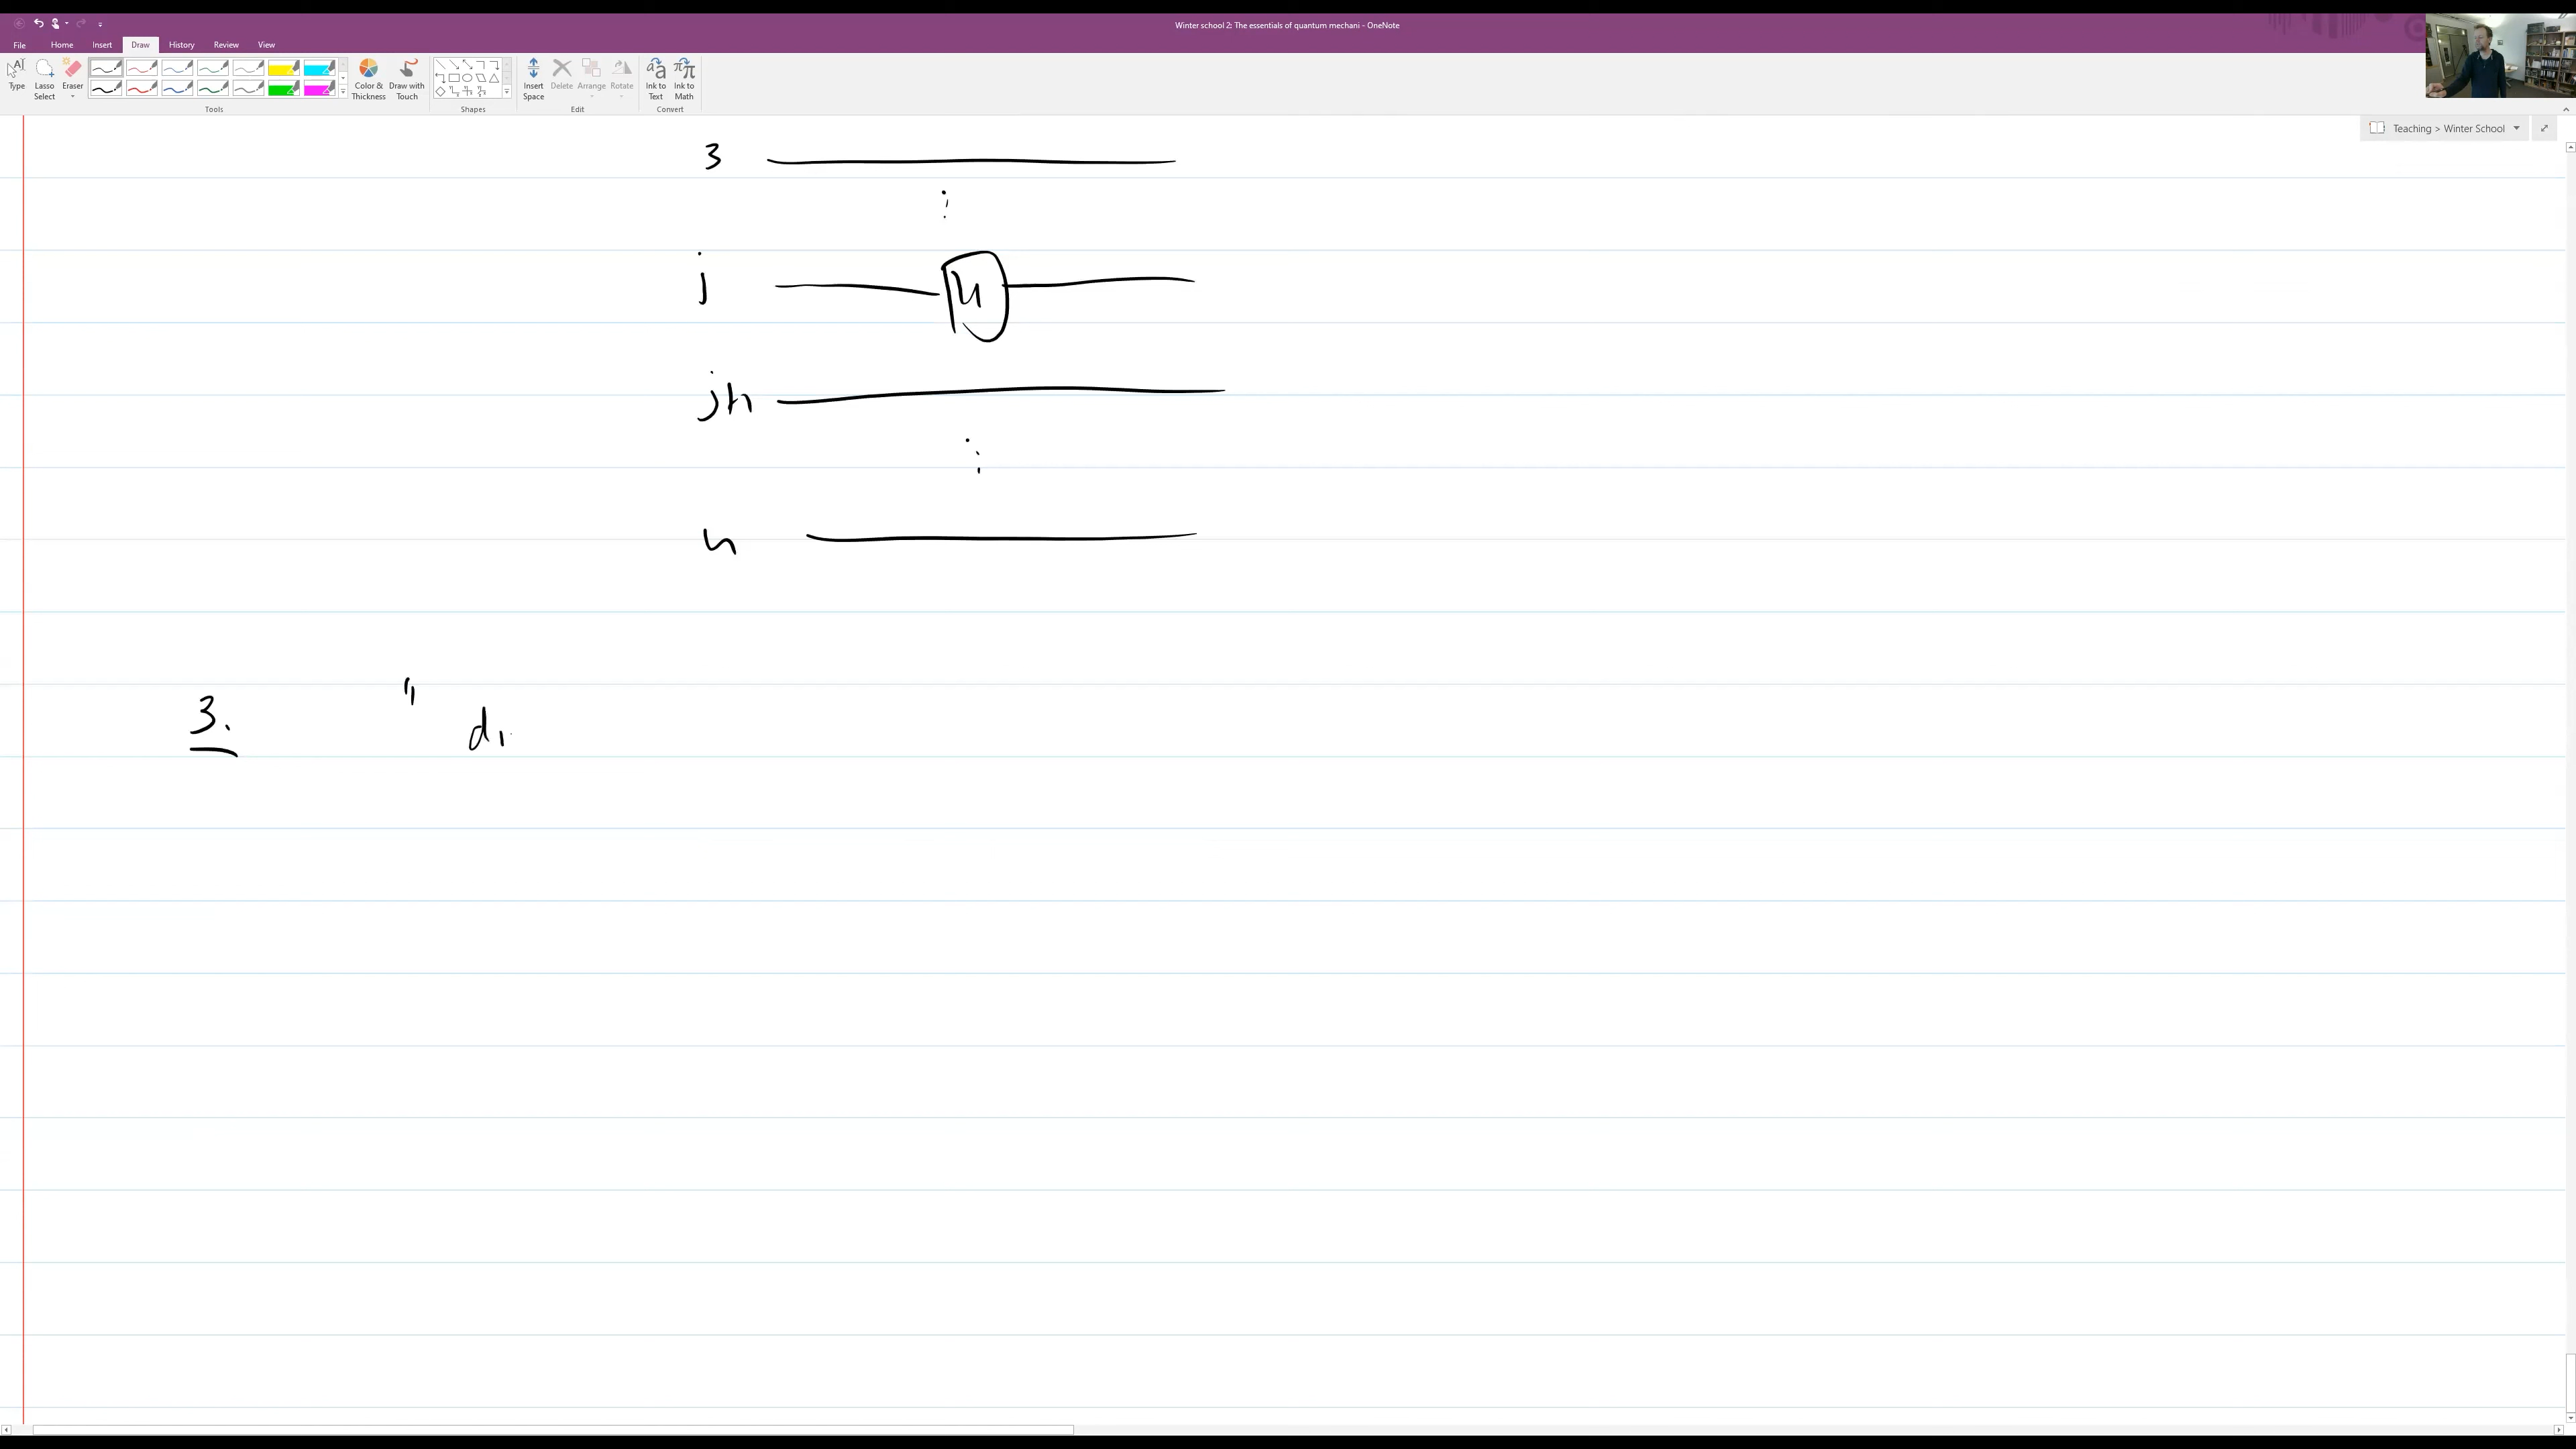 Winter school 2: The essentials of quantum mechani - OneNote
File Home Insert Draw History Review View
Type Lasso Select Eraser Color & Thickness Draw with Touch Insert Space Delete Arrange Rotate Ink to Text Ink to Math
Tools Shapes Edit Convert
Teaching > Winter School
3
⋮
j U
j+1
⋮
n
3. " di